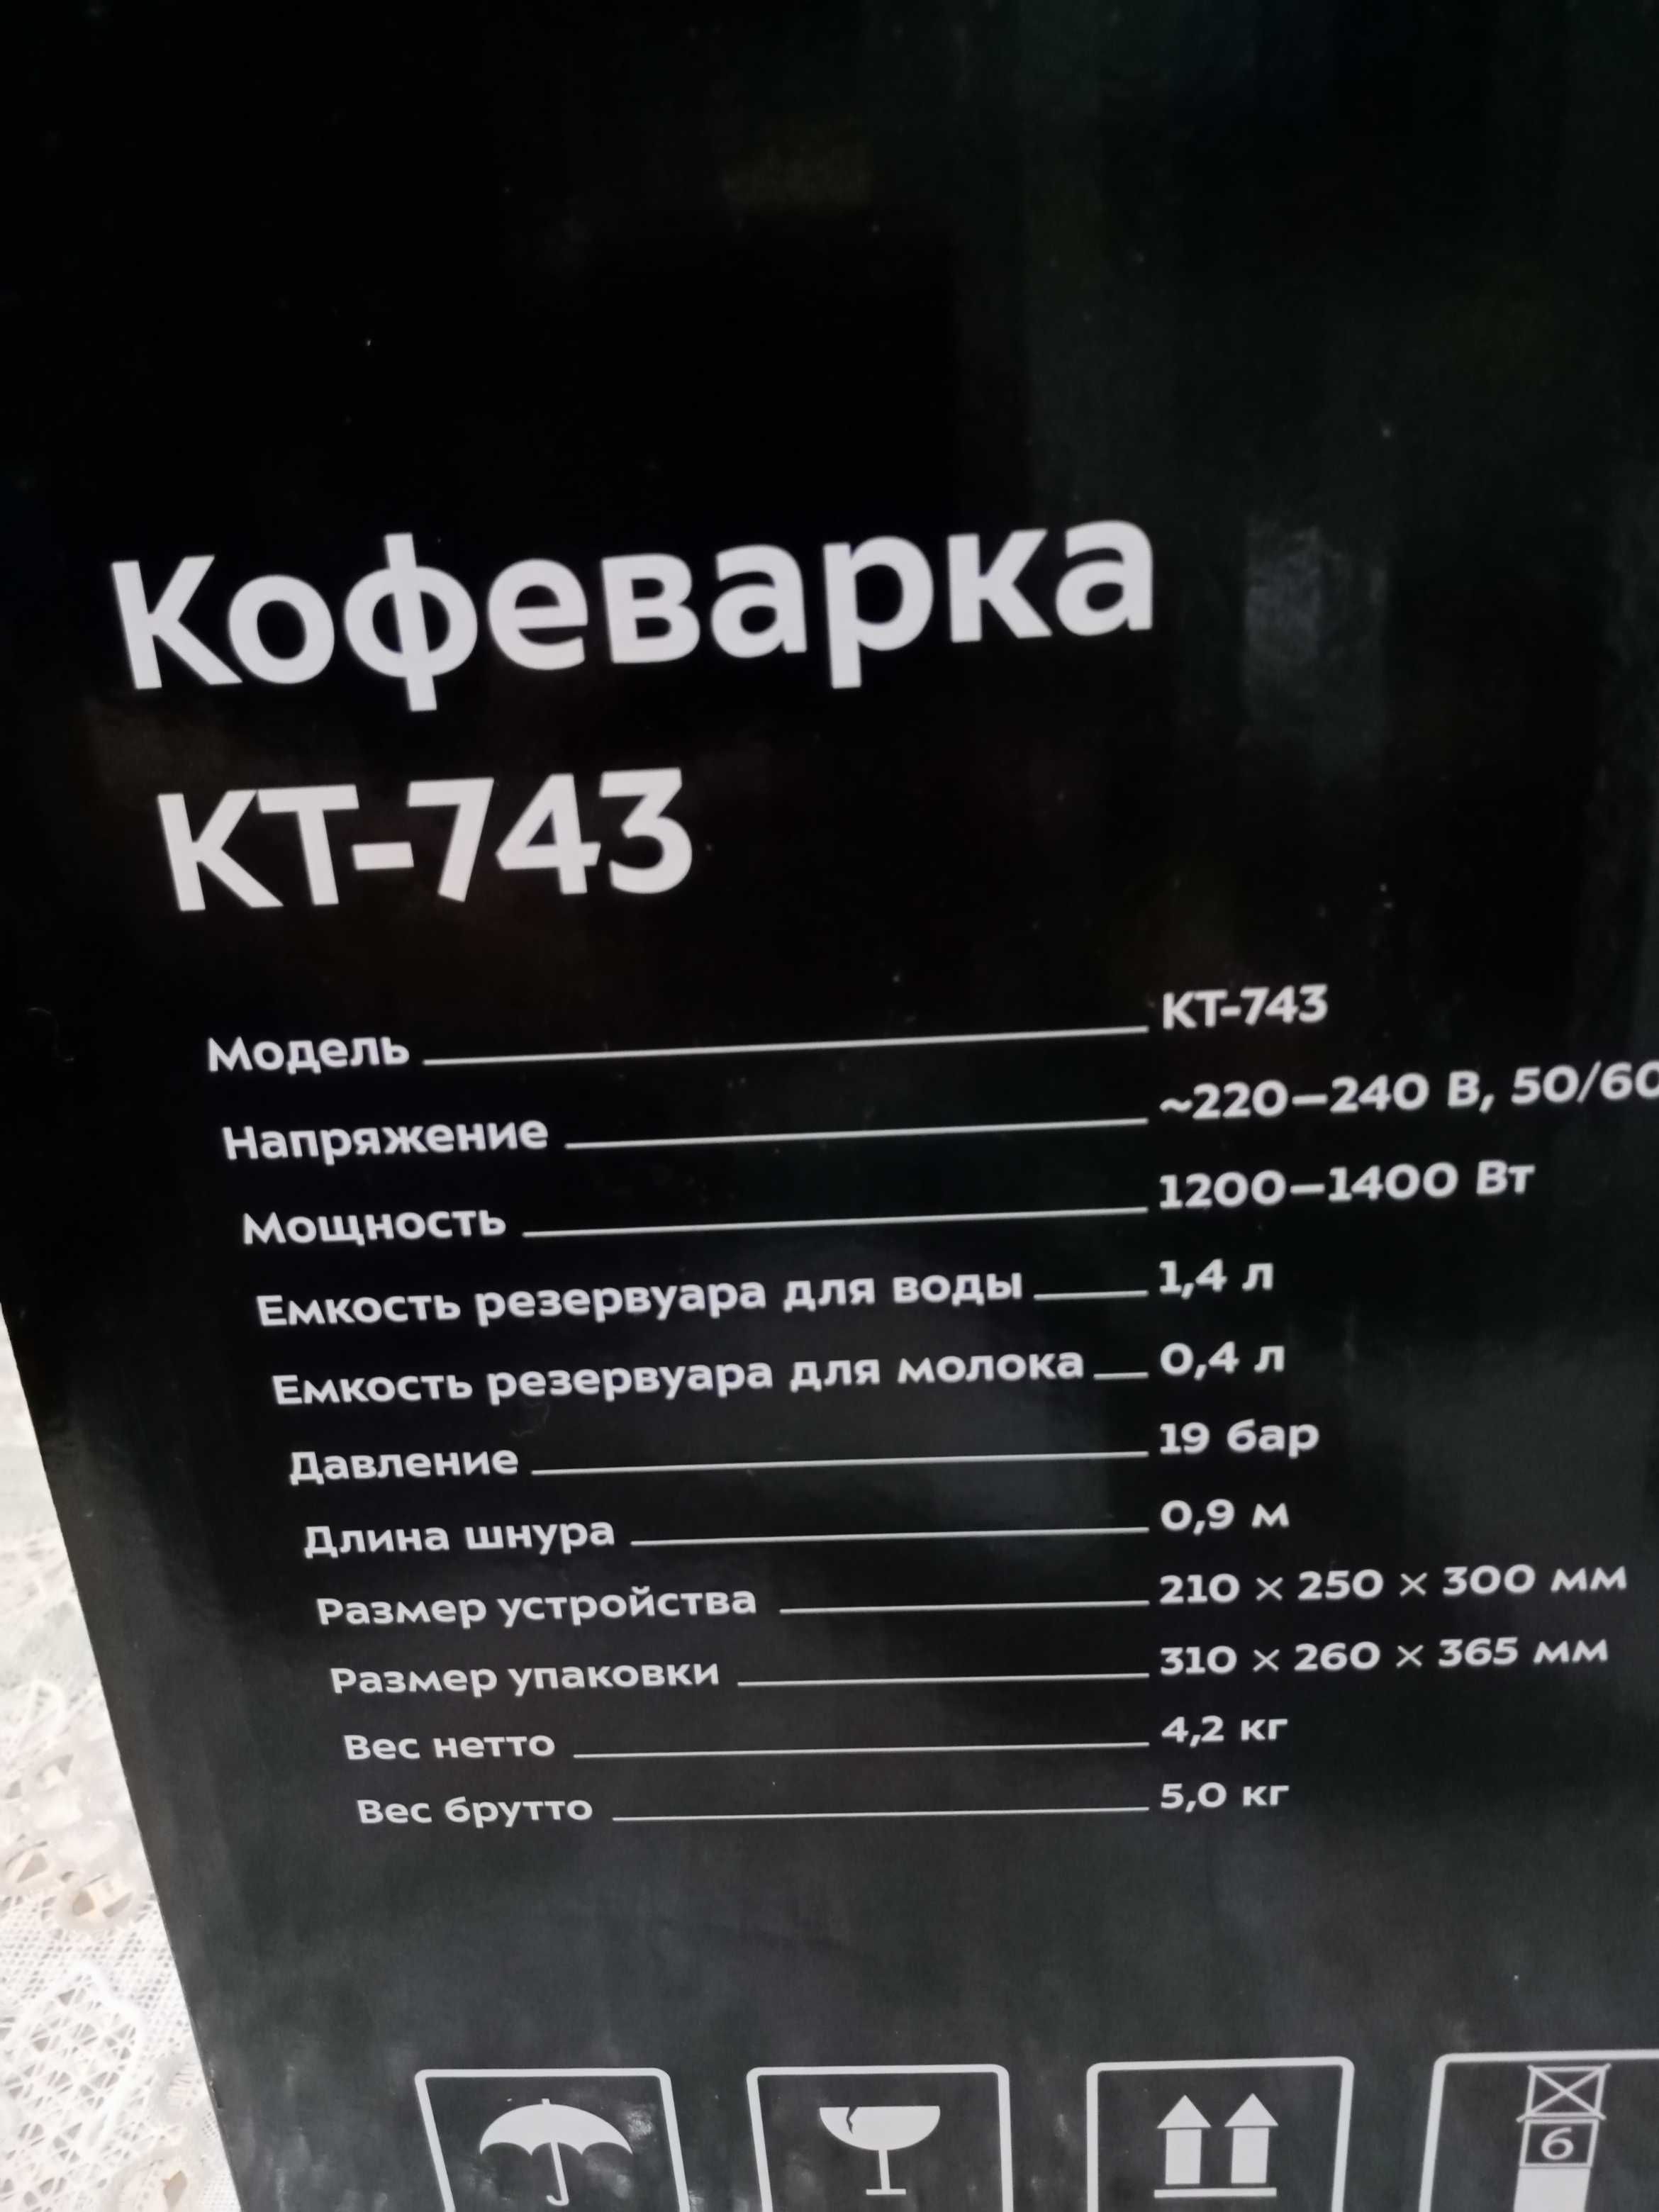 Кофеварка
КТ-743
Модель КТ-743
Напряжение ~220–240 В, 50/60
Мощность 1200–1400 Вт
Емкость резервуара для воды 1,4 л
Емкость резервуара для молока 0,4 л
Давление 19 бар
Длина шнура 0,9 м
Размер устройства 210 × 250 × 300 мм
Размер упаковки 310 × 260 × 365 мм
Вес нетто 4,2 кг
Вес брутто 5,0 кг
6